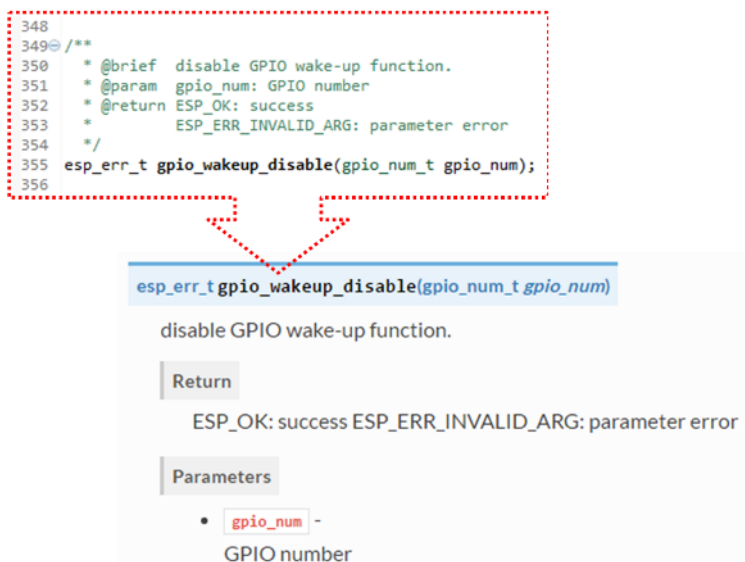 348
349 /**
350 * @brief disable GPIO wake-up function.
351 * @param gpio_num: GPIO number
352 * @return ESP_OK: success
353 * ESP_ERR_INVALID_ARG: parameter error
354 */
355 esp_err_t gpio_wakeup_disable(gpio_num_t gpio_num);
356
esp_err_t gpio_wakeup_disable(gpio_num_t gpio_num)
disable GPIO wake-up function.
Return
ESP_OK: success ESP_ERR_INVALID_ARG: parameter error
Parameters
• gpio_num -
GPIO number